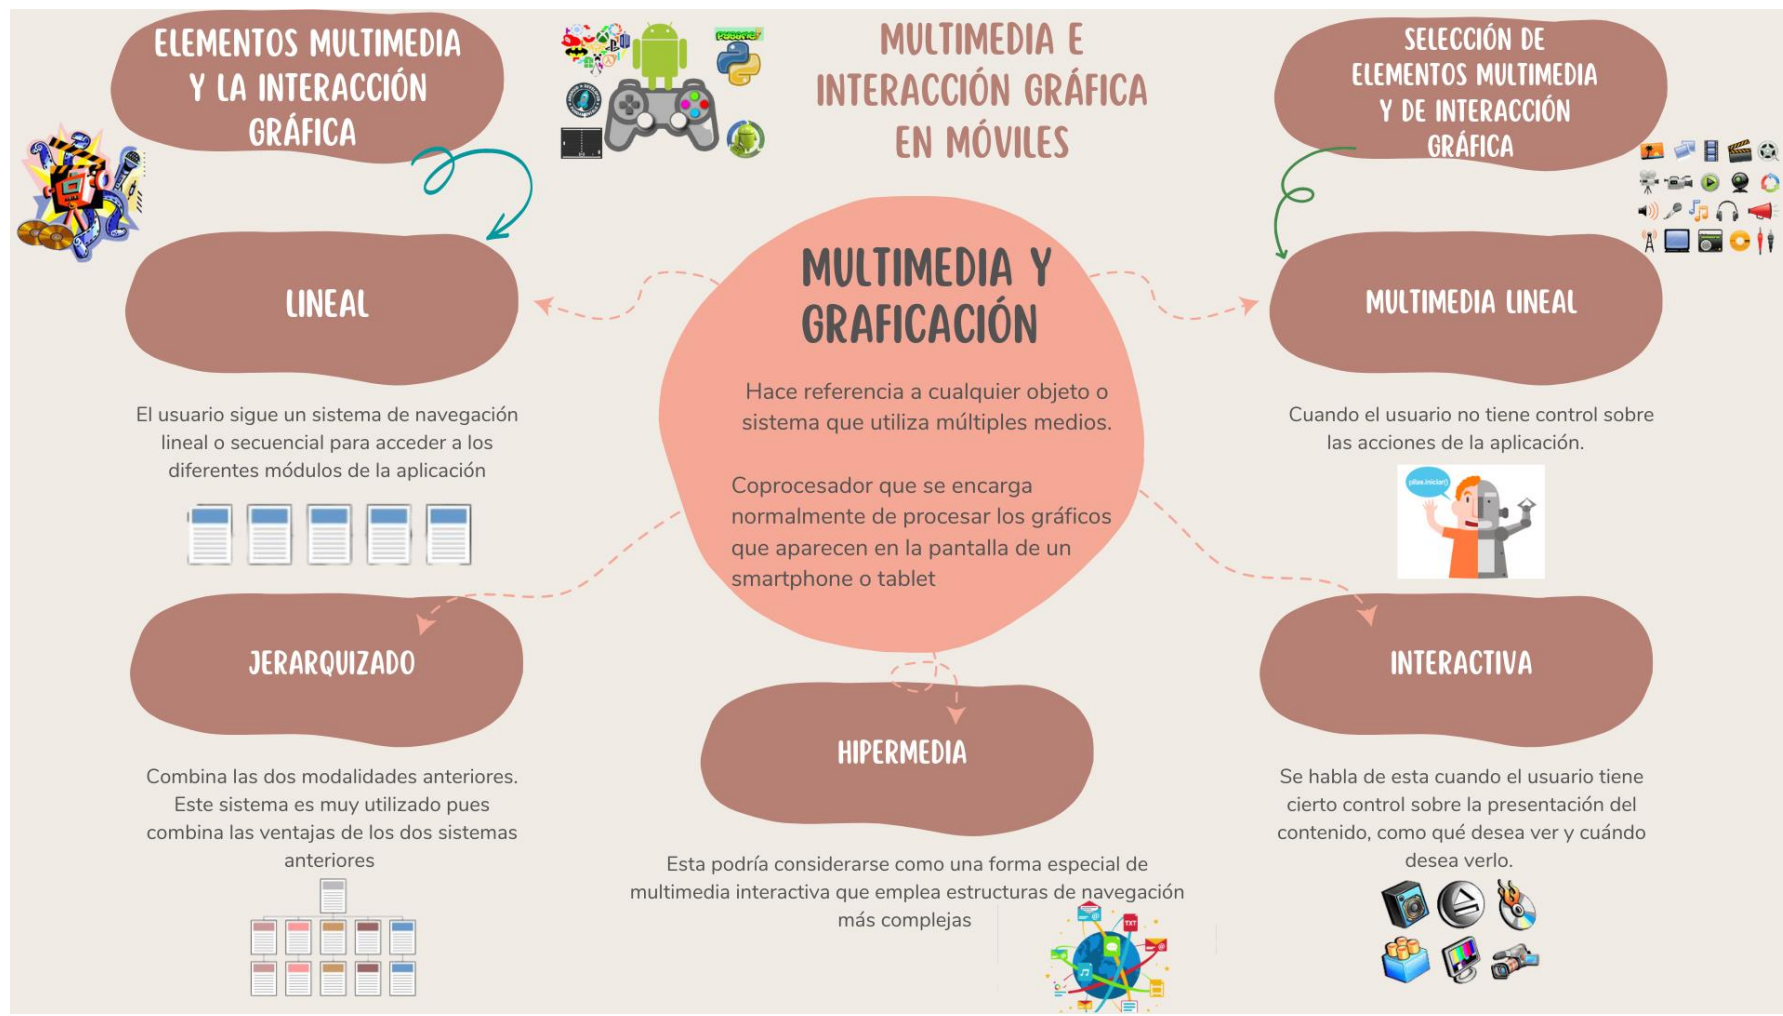 ELEMENTOS MULTIMEDIA
Y LA INTERACCIÓN
GRÁFICA
MULTIMEDIA E
INTERACCIÓN GRÁFICA
EN MÓVILES
SELECCIÓN DE
ELEMENTOS MULTIMEDIA
Y DE INTERACCIÓN
GRÁFICA
LINEAL
El usuario sigue un sistema de navegación
lineal o secuencial para acceder a los
diferentes módulos de la aplicación
MULTIMEDIA Y
GRAFICACIÓN
Hace referencia a cualquier objeto o
sistema que utiliza múltiples medios.
Coprocesador que se encarga
normalmente de procesar los gráficos
que aparecen en la pantalla de un
smartphone o tablet
MULTIMEDIA LINEAL
Cuando el usuario no tiene control sobre
las acciones de la aplicación.
pilas.iniciar()
JERARQUIZADO
Combina las dos modalidades anteriores.
Este sistema es muy utilizado pues
combina las ventajas de los dos sistemas
anteriores
HIPERMEDIA
Esta podría considerarse como una forma especial de
multimedia interactiva que emplea estructuras de navegación
más complejas
TXT
INTERACTIVA
Se habla de esta cuando el usuario tiene
cierto control sobre la presentación del
contenido, como qué desea ver y cuándo
desea verlo.